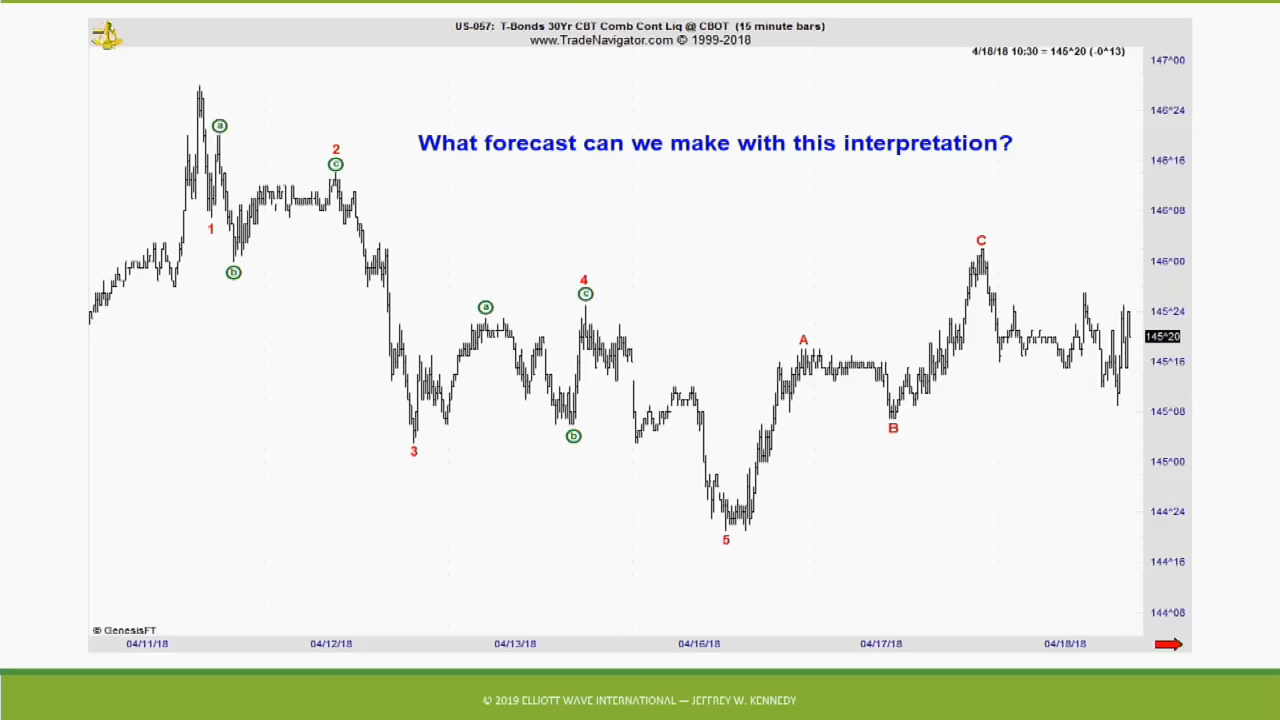 US-057: T-Bonds 30Yr CBT Comb Cont Liq @ CBOT (15 minute bars)
www.TradeNavigator.com © 1999-2018
4/18/18 10:30 = 145^20 (-0^13)
147^00
146^24
a
What forecast can we make with this interpretation?
2
c
146^16
1
146^08
C
b
146^00
4
c
a
145^24
A
145^20
145^16
145^08
B
b
3
145^00
144^24
5
144^16
144^08
© GenesisFT
04/11/18 04/12/18 04/13/18 04/16/18 04/17/18 04/18/18
© 2019 ELLIOTT WAVE INTERNATIONAL — JEFFREY W. KENNEDY